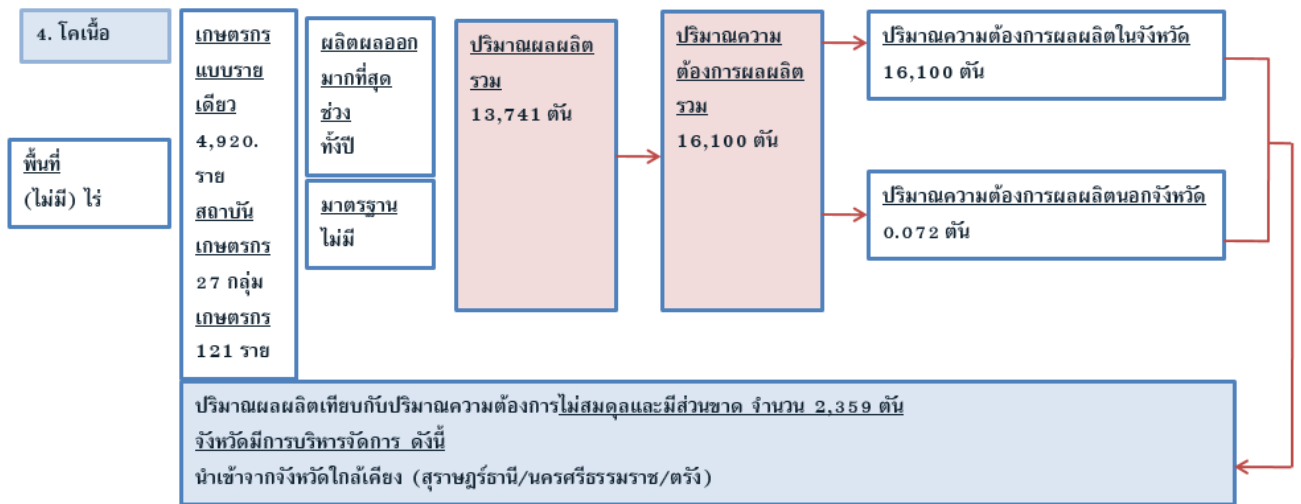 4. โคเนื้อ
พื้นที่
(ไม่มี) ไร่
เกษตรกร
แบบราย
เดียว
4,920.
ราย
สถาบัน
เกษตรกร
27 กลุ่ม
เกษตรกร
121 ราย
ผลิตผลออก
มากที่สุด
ช่วง
ทั้งปี
มาตรฐาน
ไม่มี
ปริมาณผลผลิต
รวม
13,741 ตัน
ปริมาณความ
ต้องการผลผลิต
รวม
16,100 ตัน
ปริมาณความต้องการผลผลิตในจังหวัด
16,100 ตัน
ปริมาณความต้องการผลผลิตนอกจังหวัด
0.072 ตัน
ปริมาณผลผลิตเทียบกับปริมาณความต้องการไม่สมดุลและมีส่วนขาด จำนวน 2,359 ตัน
จังหวัดมีการบริหารจัดการ ดังนี้
นำเข้าจากจังหวัดใกล้เคียง (สุราษฎร์ธานี/นครศรีธรรมราช/ตรัง)